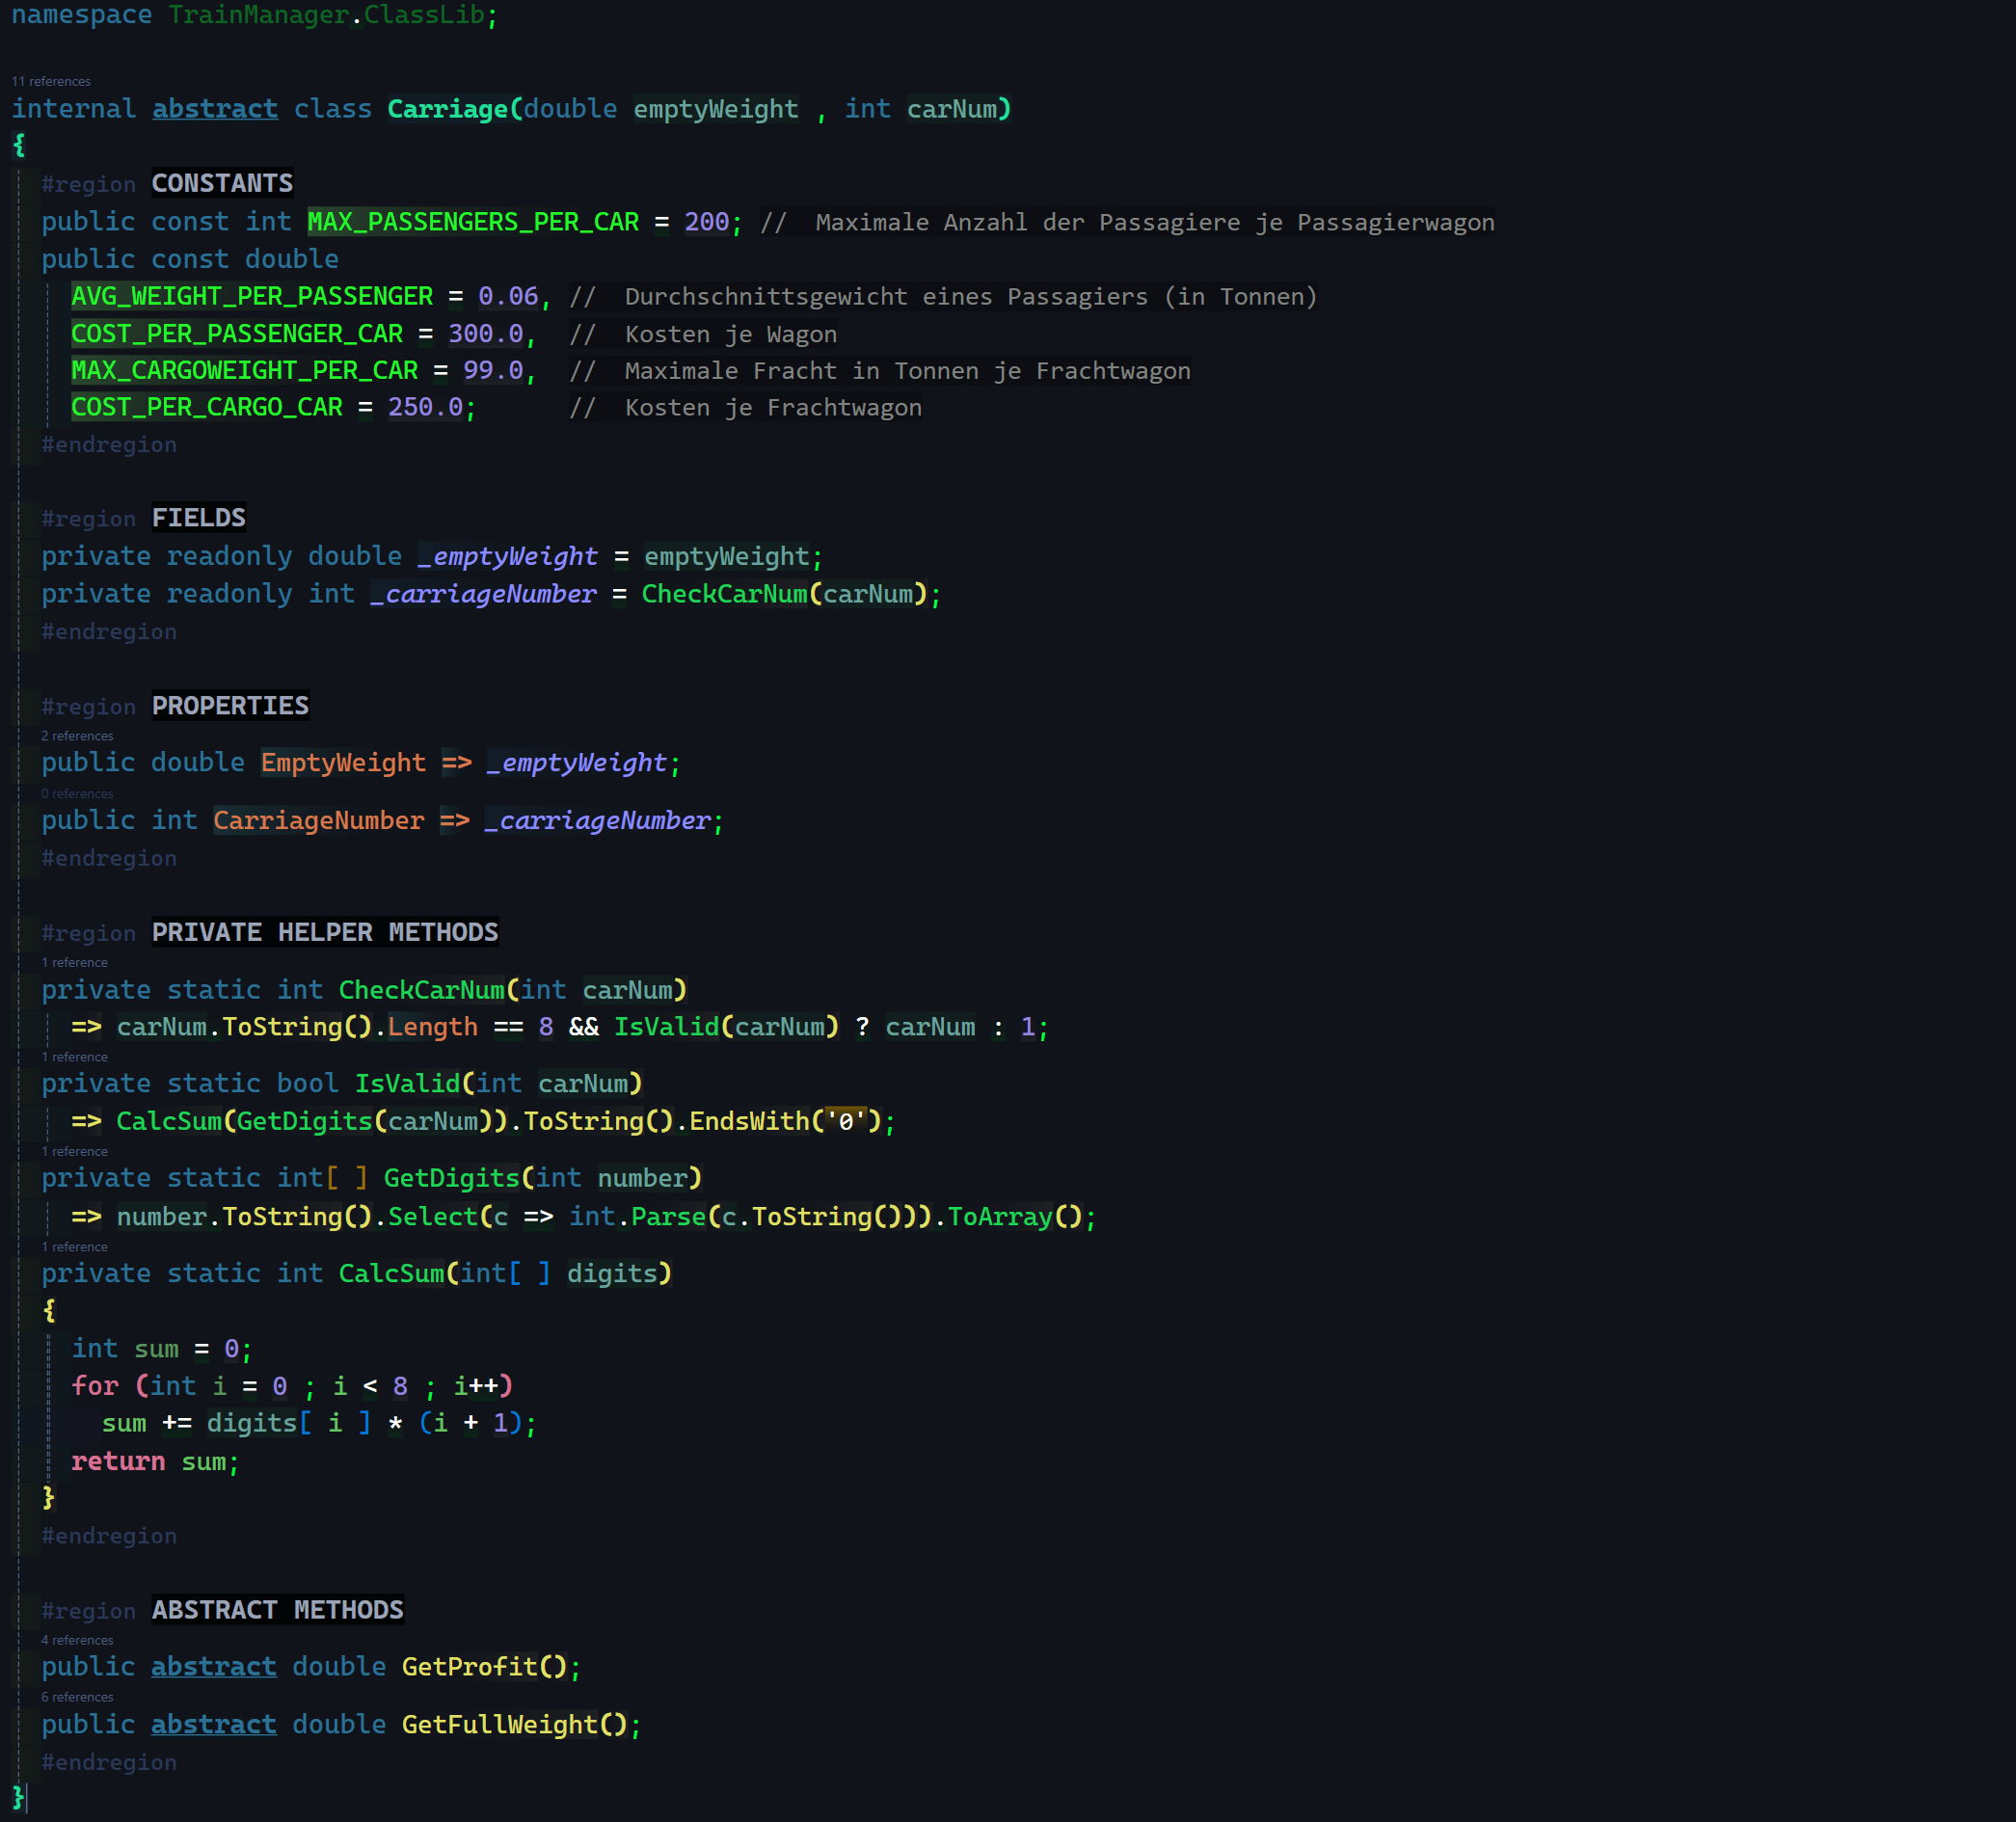 namespace TrainManager.ClassLib;
11 references
internal abstract class Carriage(double emptyWeight , int carNum)
{
#region CONSTANTS
public const int MAX_PASSENGERS_PER_CAR = 200; //  Maximale Anzahl der Passagiere je Passagierwagon
public const double
AVG_WEIGHT_PER_PASSENGER = 0.06, //  Durchschnittsgewicht eines Passagiers (in Tonnen)
COST_PER_PASSENGER_CAR = 300.0,  //  Kosten je Wagon
MAX_CARGOWEIGHT_PER_CAR = 99.0,  //  Maximale Fracht in Tonnen je Frachtwagon
COST_PER_CARGO_CAR = 250.0;      //  Kosten je Frachtwagon
#endregion
#region FIELDS
private readonly double _emptyWeight = emptyWeight;
private readonly int _carriageNumber = CheckCarNum(carNum);
#endregion
#region PROPERTIES
2 references
public double EmptyWeight => _emptyWeight;
0 references
public int CarriageNumber => _carriageNumber;
#endregion
#region PRIVATE HELPER METHODS
1 reference
private static int CheckCarNum(int carNum)
=> carNum.ToString().Length == 8 && IsValid(carNum) ? carNum : 1;
1 reference
private static bool IsValid(int carNum)
=> CalcSum(GetDigits(carNum)).ToString().EndsWith('0');
1 reference
private static int[ ] GetDigits(int number)
=> number.ToString().Select(c => int.Parse(c.ToString())).ToArray();
1 reference
private static int CalcSum(int[ ] digits)
{
int sum = 0;
for (int i = 0 ; i < 8 ; i++)
sum += digits[ i ] * (i + 1);
return sum;
}
#endregion
#region ABSTRACT METHODS
4 references
public abstract double GetProfit();
6 references
public abstract double GetFullWeight();
#endregion
}